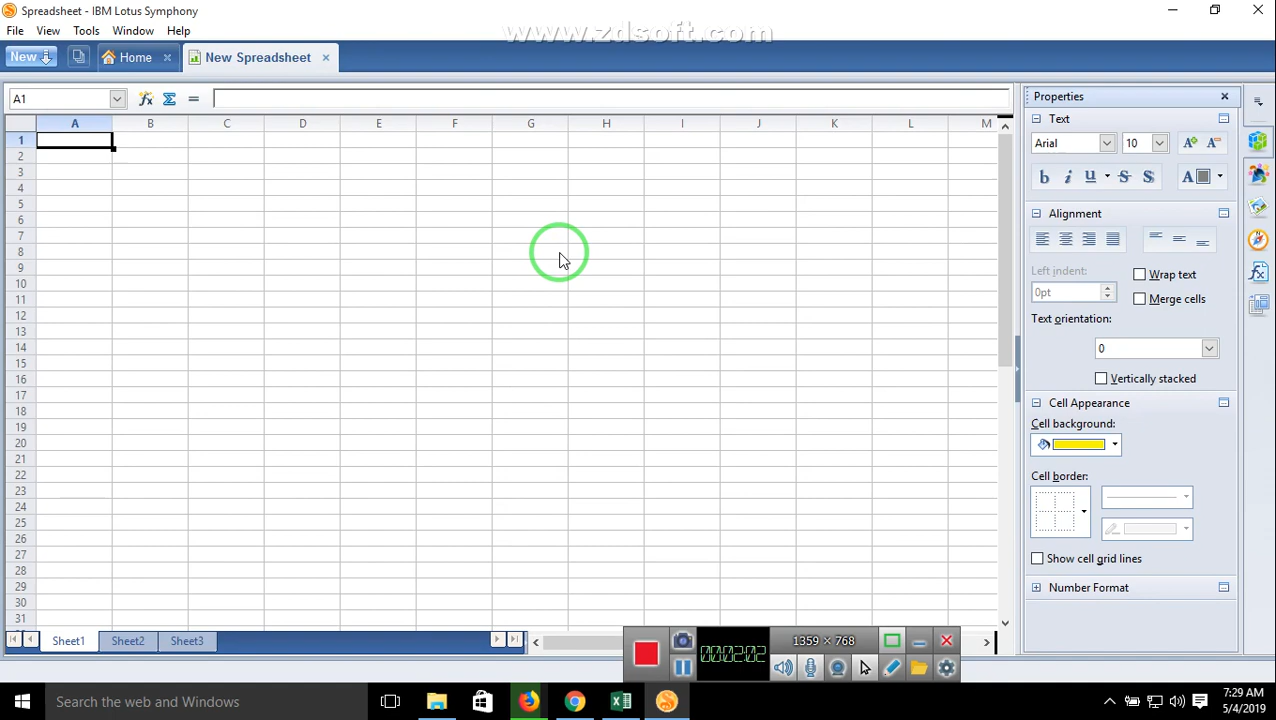 Spreadsheet - IBM Lotus Symphony
www.zdsoft.com
File View Tools Window Help
New Home New Spreadsheet
A1
Properties
A B C D E F G H I J K L M
1
2
3
4
5
6
7
8
9
10
11
12
13
14
15
16
17
18
19
20
21
22
23
24
25
26
27
28
29
30
31
Text
Arial 10
b i U S S A
Alignment
Left indent:
0pt
Wrap text
Merge cells
Text orientation:
0
Vertically stacked
Cell Appearance
Cell background:
Cell border:
Show cell grid lines
Number Format
Sheet1 Sheet2 Sheet3
00:02:02
1359 × 768
Search the web and Windows
7:29 AM
5/4/2019